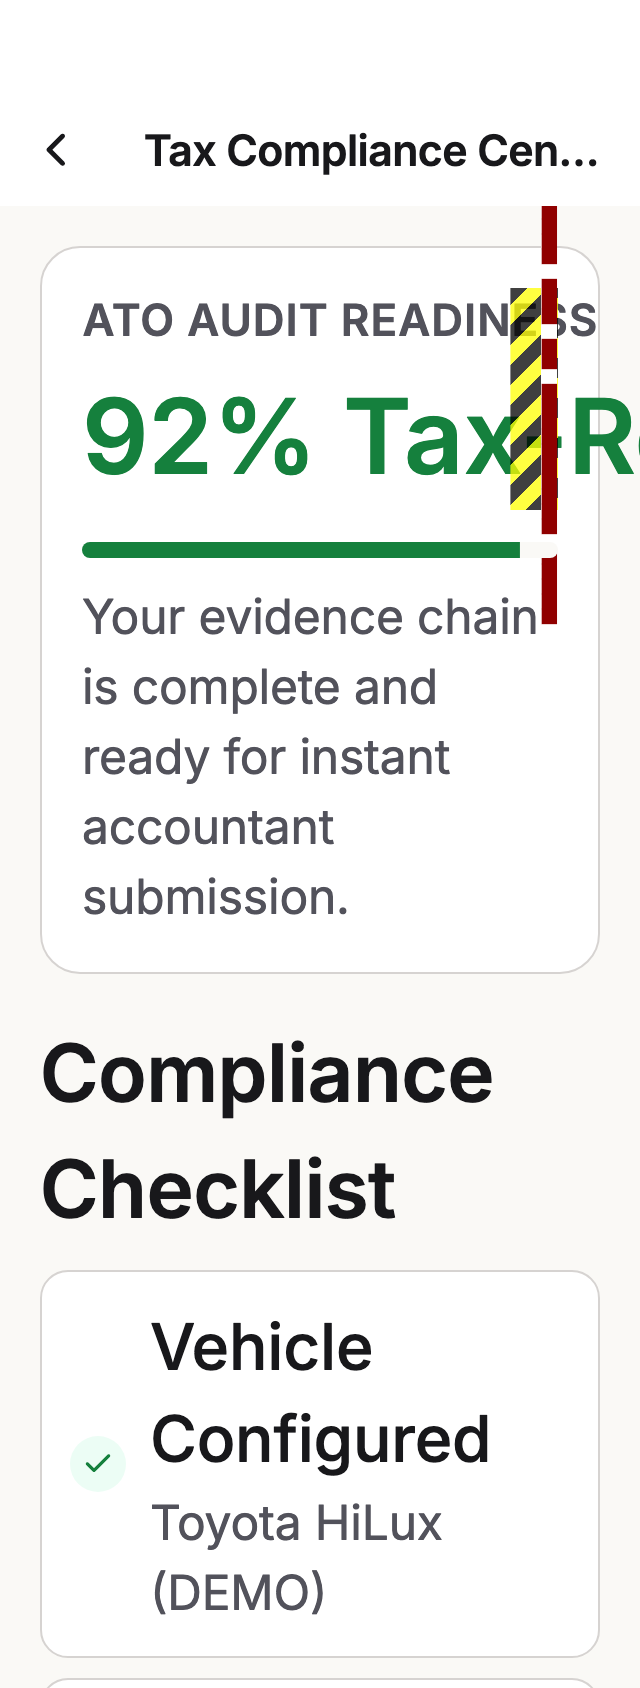 Tax Compliance Cen...
ATO AUDIT READINESS
92% Tax-R
Your evidence chain
is complete and
ready for instant
accountant
submission.
Compliance
Checklist
Vehicle
Configured
Toyota HiLux
(DEMO)